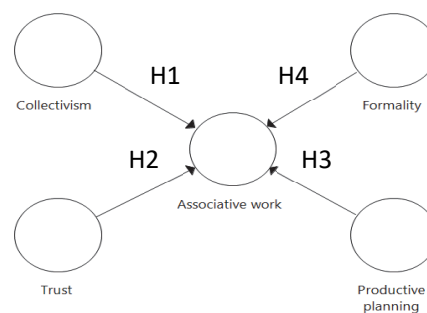 H1
H4
Collectivism
Formality
H2
H3
Associative work
Trust
Productive
planning